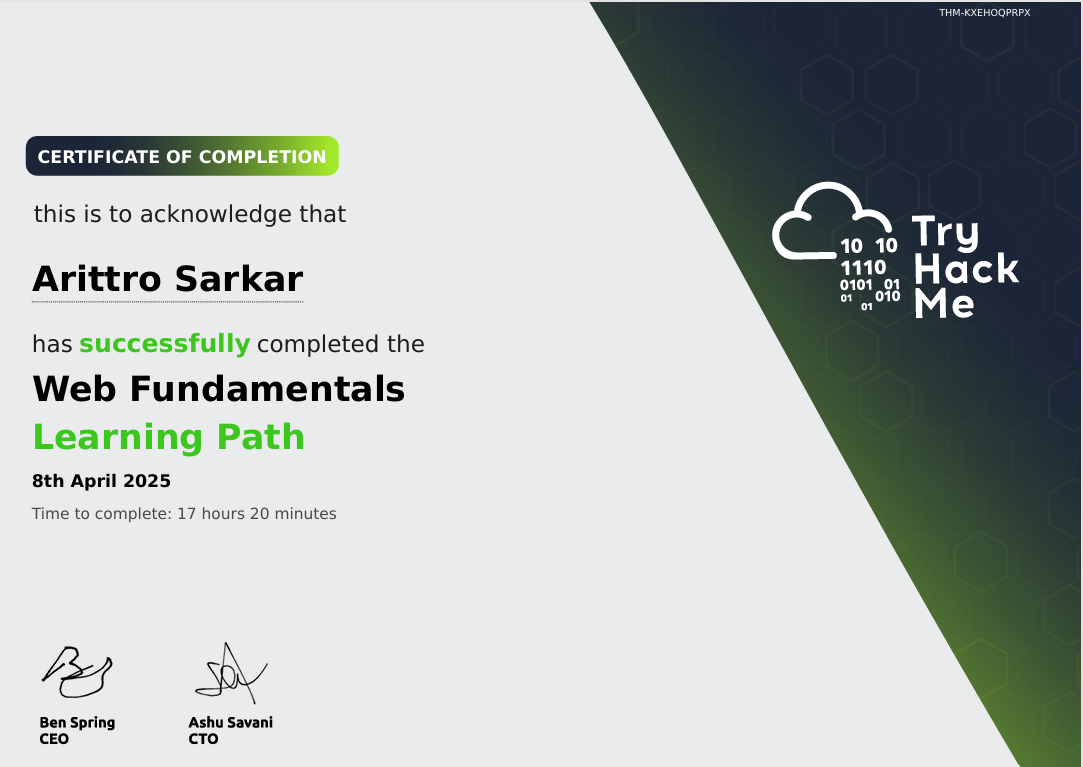 THM-KXEHOQPRPX
CERTIFICATE OF COMPLETION
this is to acknowledge that
Arittro Sarkar
has successfully completed the
Web Fundamentals
Learning Path
8th April 2025
Time to complete: 17 hours 20 minutes
10 10
1110
0101 01
01 010
01
Try
Hack
Me
Ben Spring
CEO
Ashu Savani
CTO